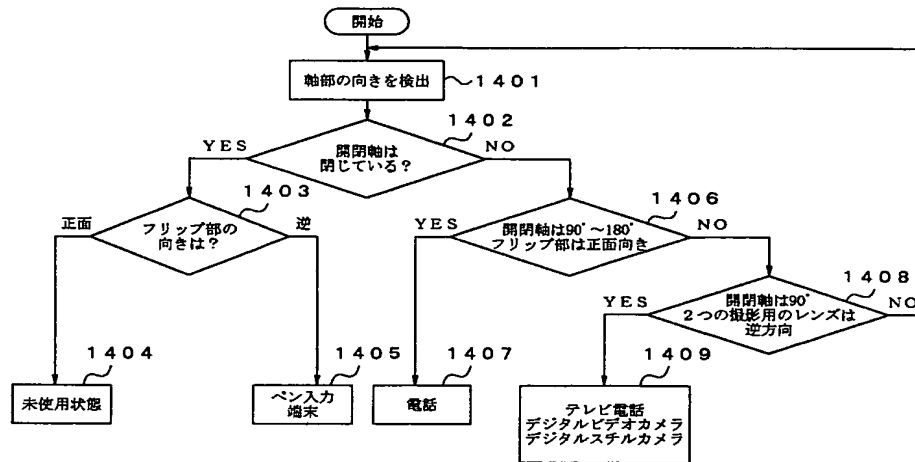 開始
軸部の向きを検出
1401
1402
YES
開閉軸は
閉じている？
NO
1403
正面
フリップ部の
向きは？
逆
1406
YES
開閉軸は90°～180°
フリップ部は正面向き
NO
1408
YES
開閉軸は90°
２つの撮影用のレンズは
逆方向
NO
1404
未使用状態
1405
ペン入力
端末
1407
電話
1409
テレビ電話
デジタルビデオカメラ
デジタルスチルカメラ